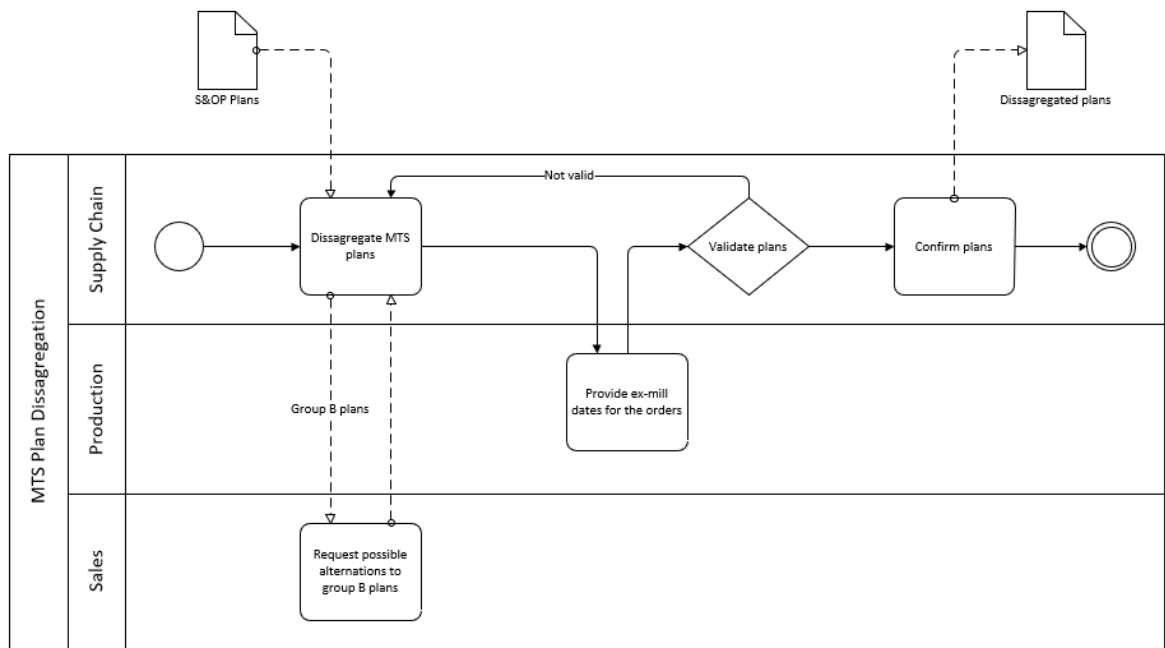 S&OP Plans
Dissagregated plans
MTS Plan Dissagregation
Supply Chain
Not valid
Dissagregate MTS
plans
Validate plans
Confirm plans
Production
Provide ex-mill
dates for the orders
Group B plans
Sales
Request possible
alternations to
group B plans